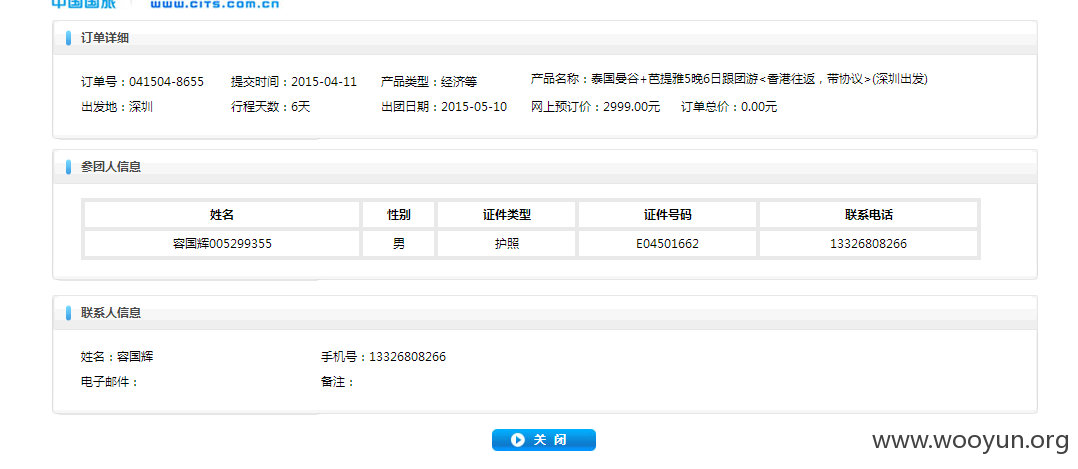 中国国旅 www.cits.com.cn
订单详细
订单号：041504-8655 提交时间：2015-04-11 产品类型：经济等 产品名称：泰国曼谷+芭提雅5晚6日跟团游<香港往返，带协议>(深圳出发)
出发地：深圳 行程天数：6天 出团日期：2015-05-10 网上预订价：2999.00元 订单总价：0.00元
参团人信息
姓名 性别 证件类型 证件号码 联系电话
容国辉005299355 男 护照 E04501662 13326808266
联系人信息
姓名：容国辉 手机号：13326808266
电子邮件： 备注：
关 闭
www.wooyun.org